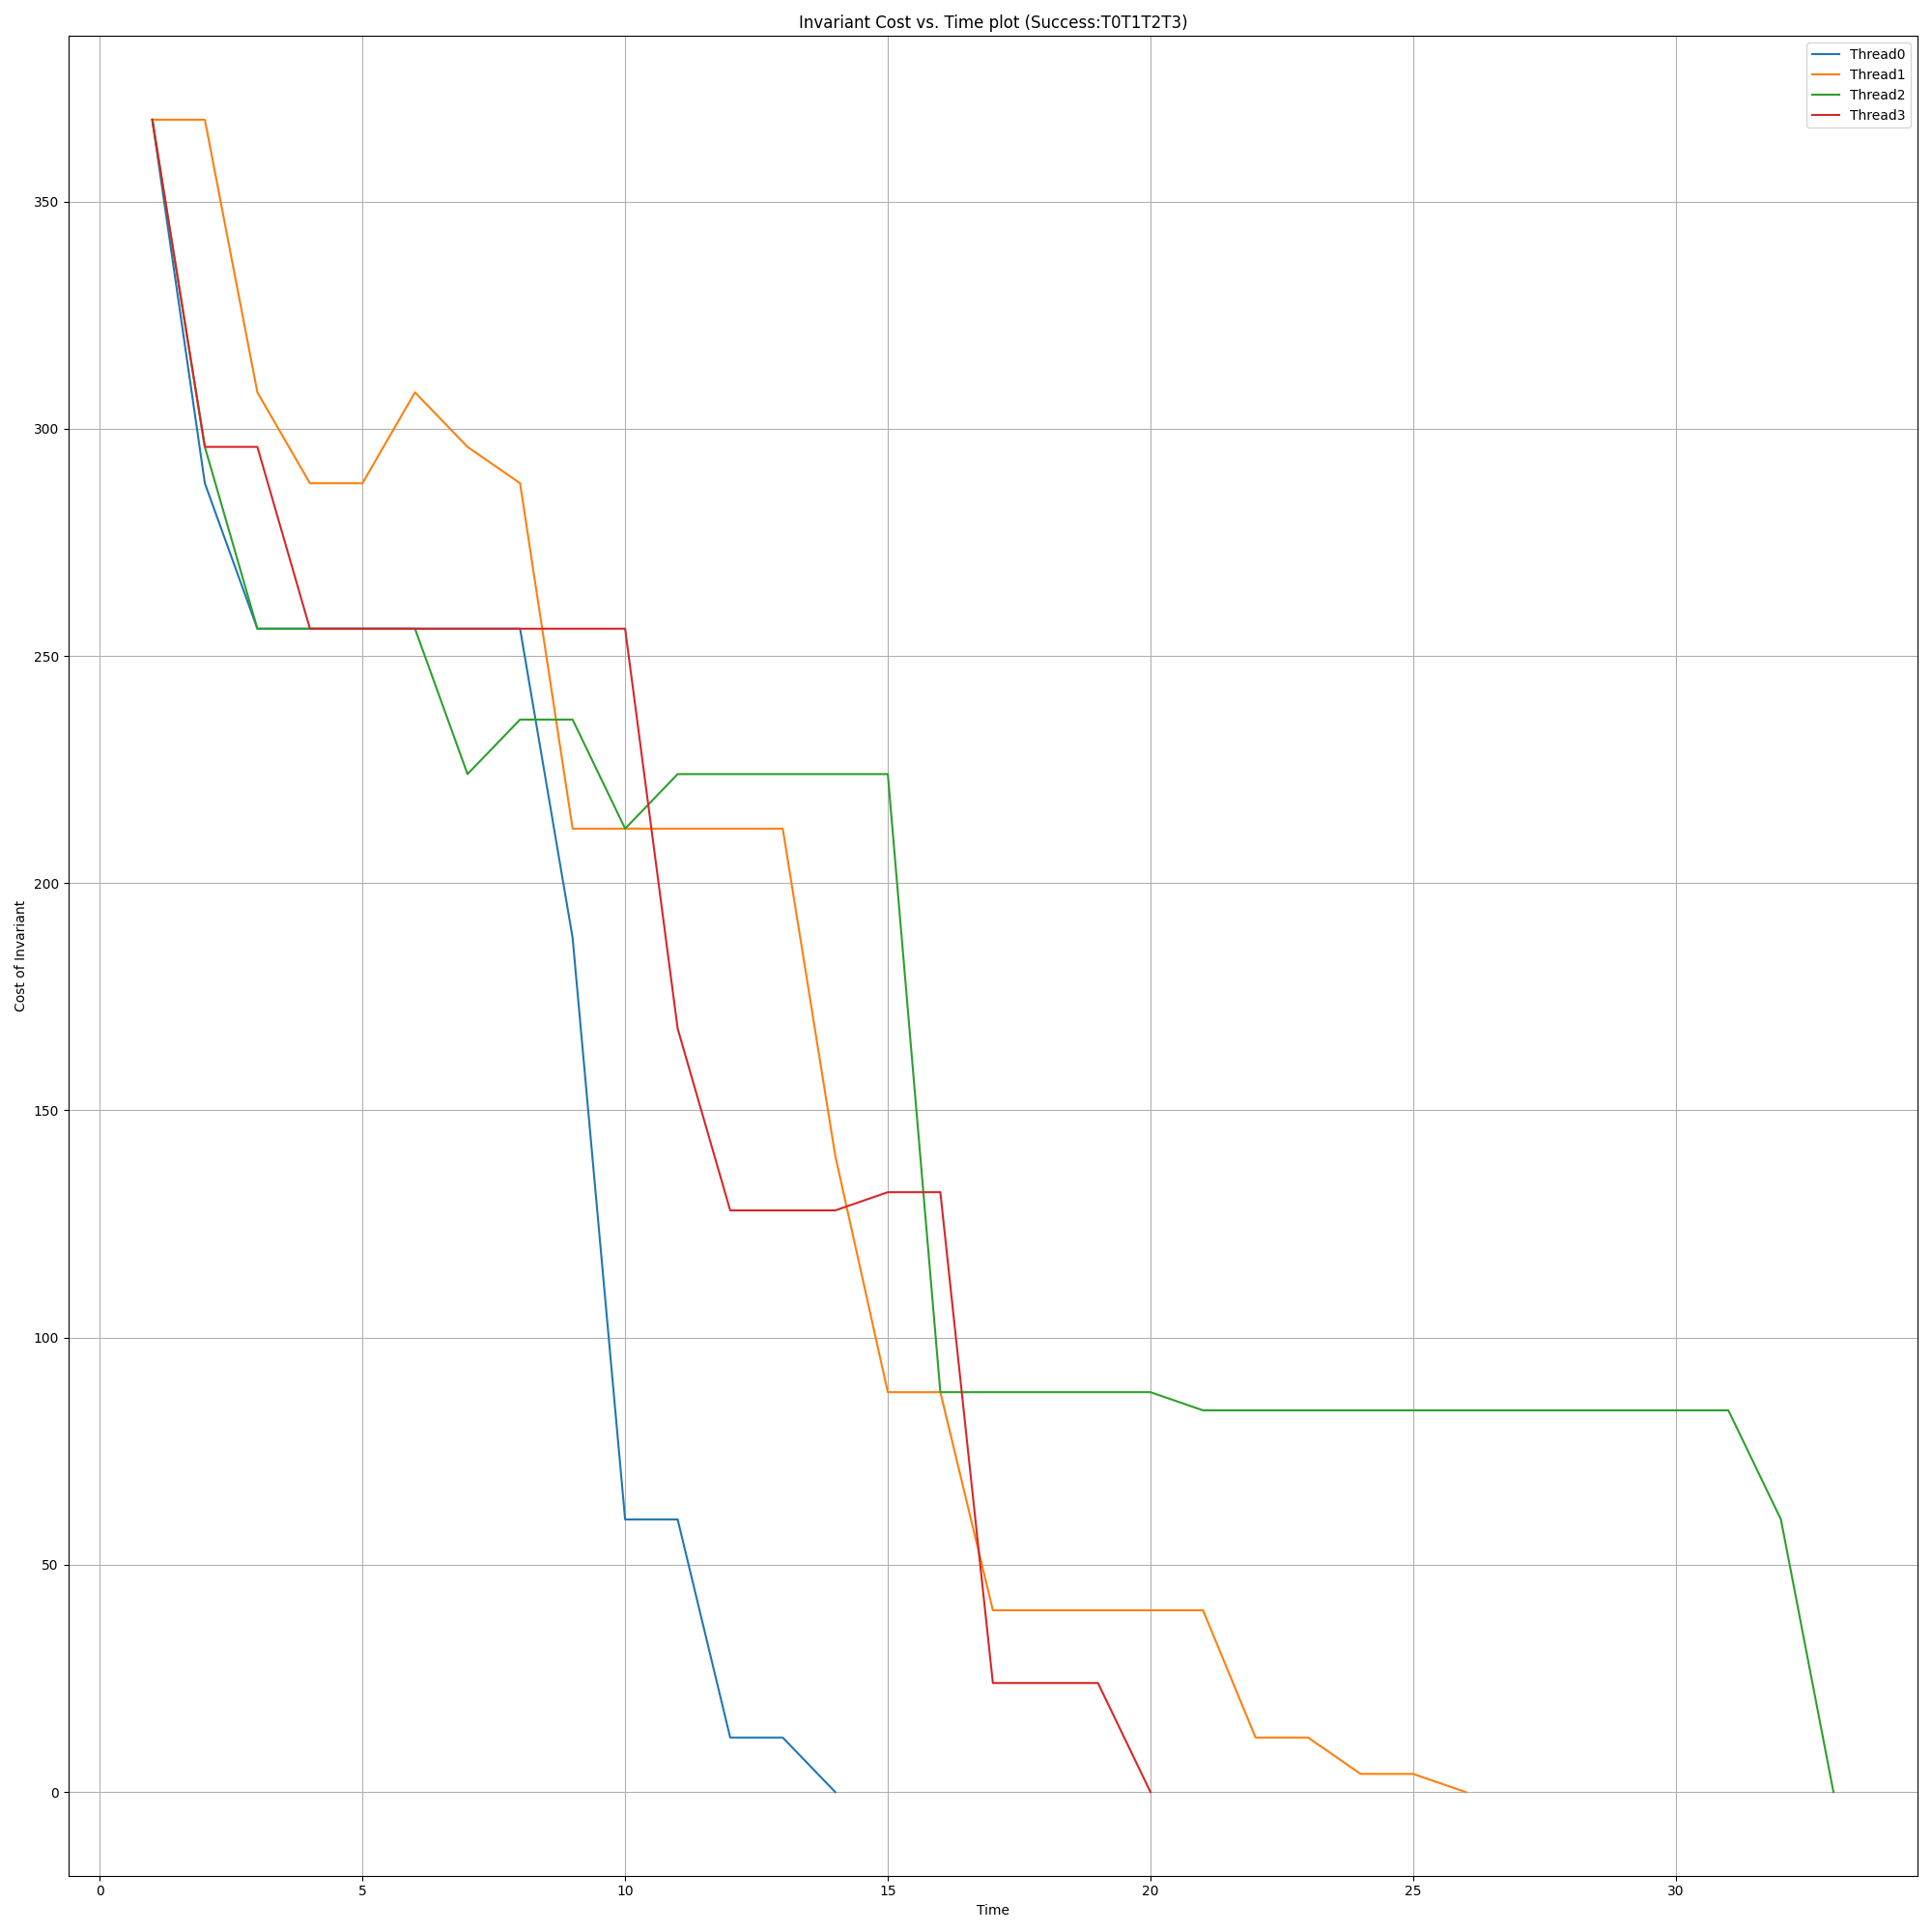 Invariant Cost vs. Time plot (Success:T0T1T2T3)
Thread0
Thread1
Thread2
Thread3
350
300
250
200
150
100
50
0
Cost of Invariant
0 5 10 15 20 25 30
Time